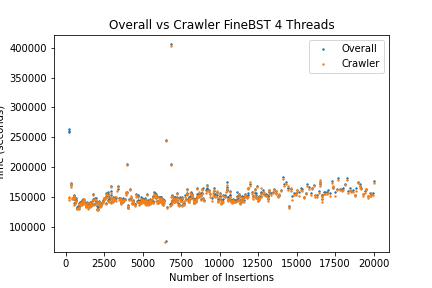 Overall vs Crawler FineBST 4 Threads
400000
350000
300000
250000
200000
150000
100000
Overall
Crawler
0 2500 5000 7500 10000 12500 15000 17500 20000
Number of Insertions
(seconds)